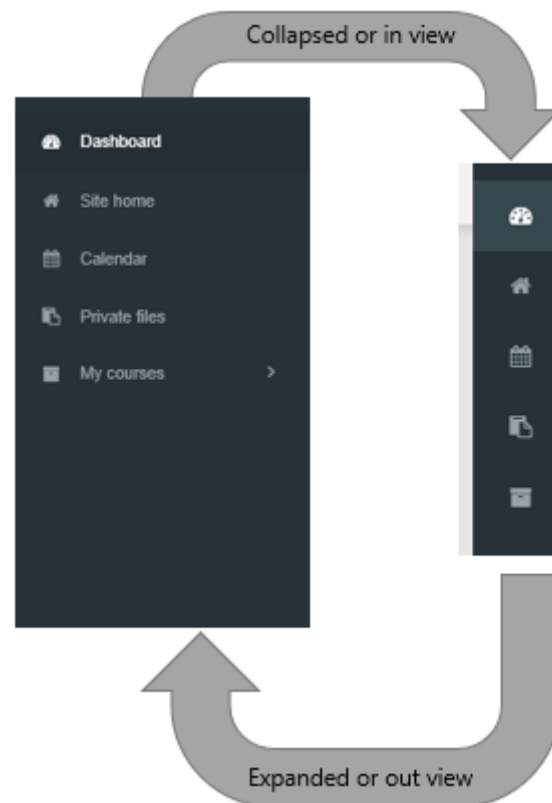 Collapsed or in view
Dashboard
Site home
Calendar
Private files
My courses
Expanded or out view